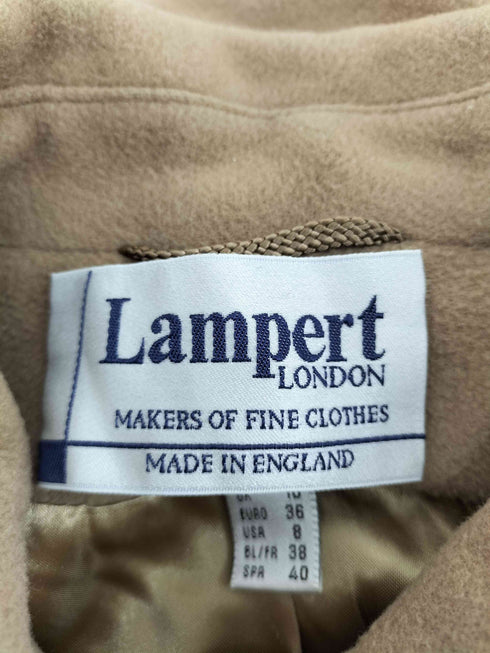 Lampert
LONDON
MAKERS OF FINE CLOTHES
MADE IN ENGLAND
EURO 36
USA 8
BL/FR 38
SPA 40